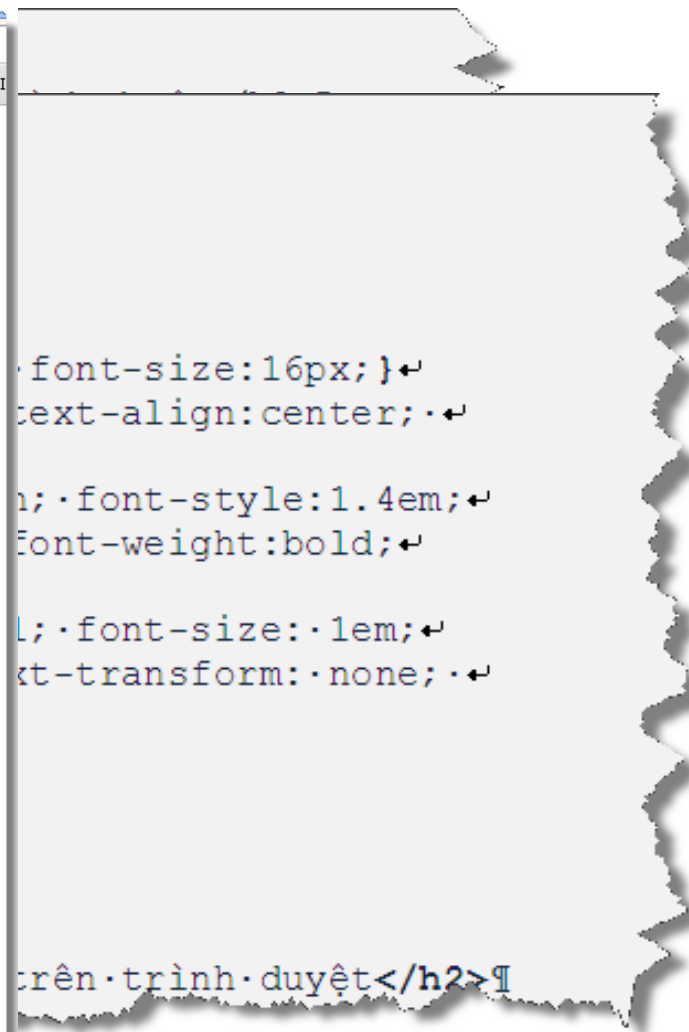 font-size:16px;}
text-align:center;
; font-style:1.4em;
font-weight:bold;
; font-size: 1em;
xt-transform: none;
trên trình duyệt</h2>